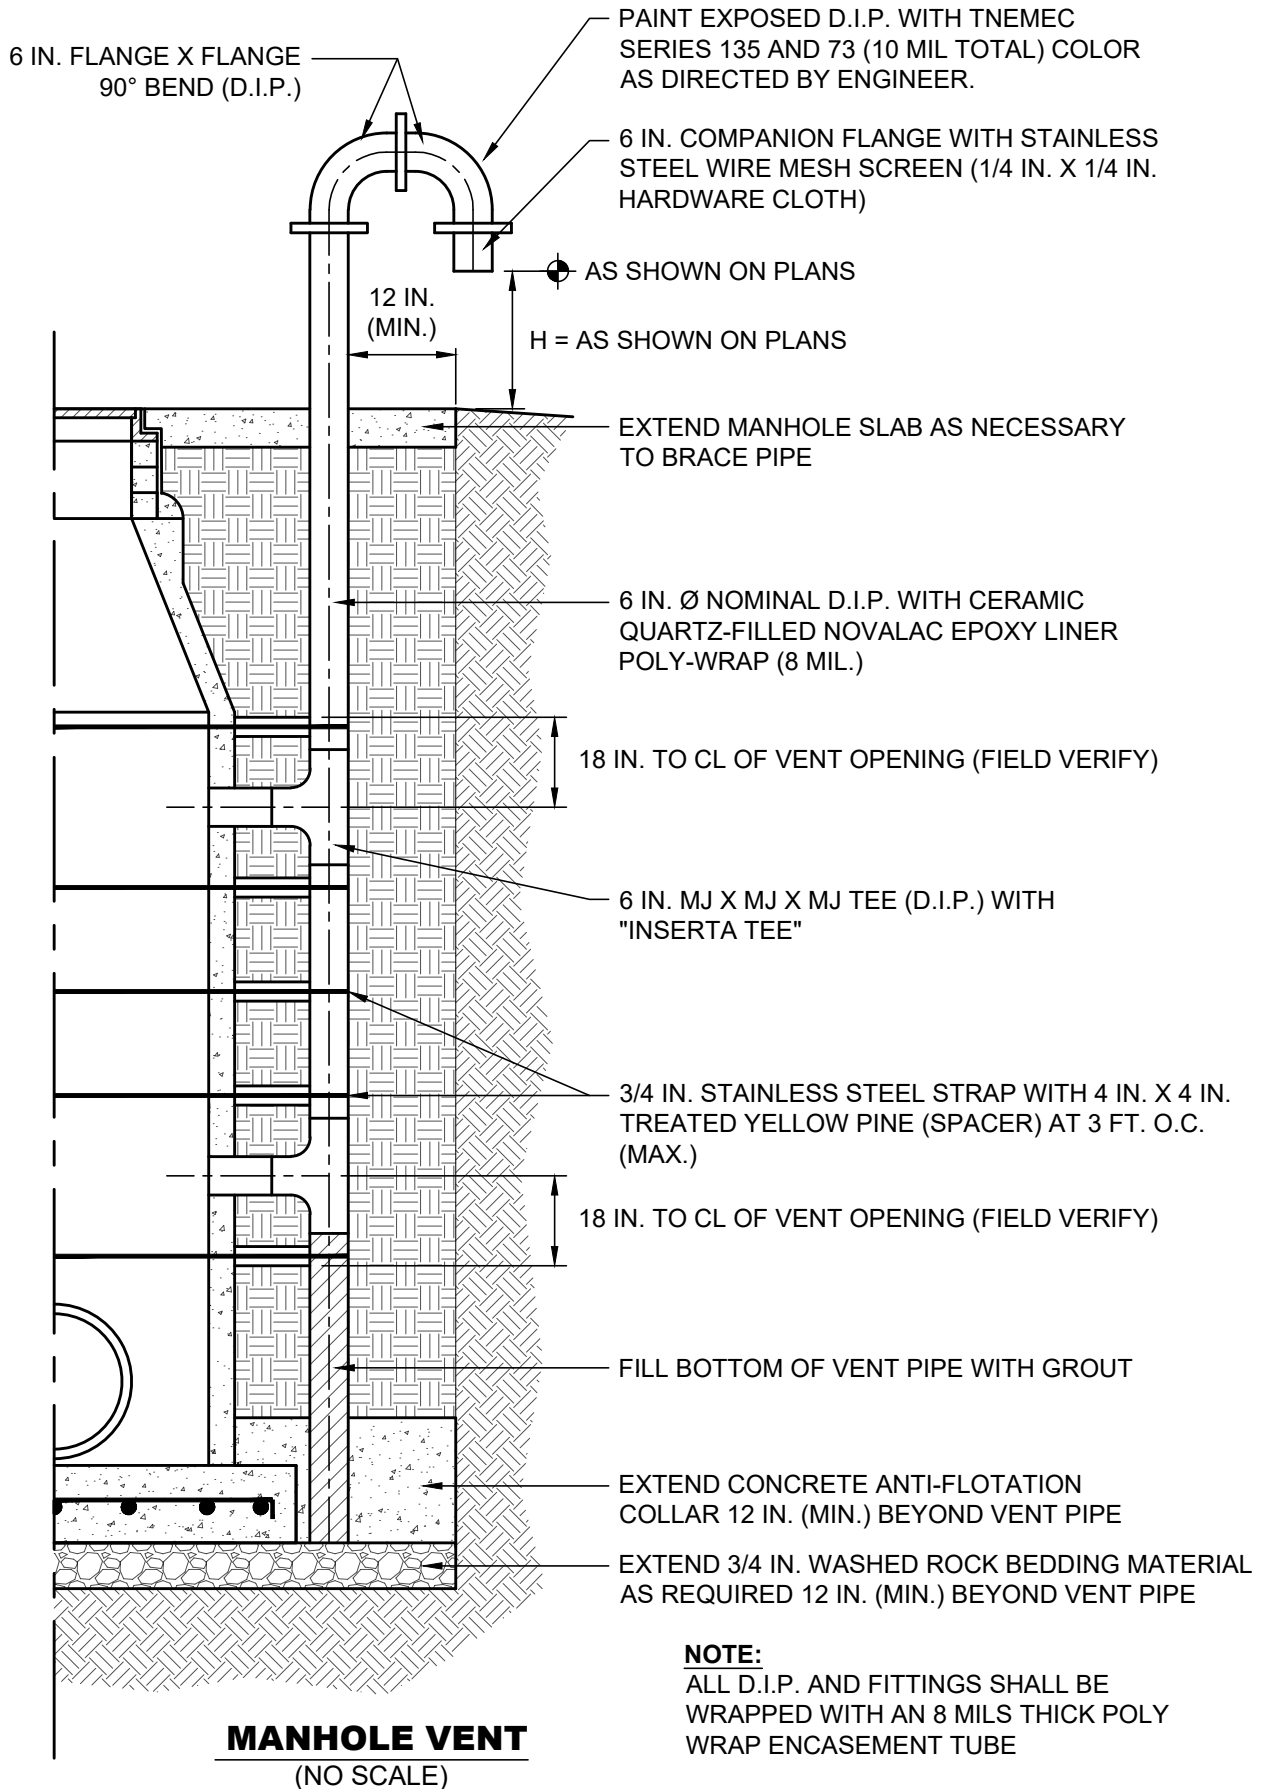 6 IN. FLANGE X FLANGE
90° BEND (D.I.P.)
PAINT EXPOSED D.I.P. WITH TNEMEC
SERIES 135 AND 73 (10 MIL TOTAL) COLOR
AS DIRECTED BY ENGINEER.
6 IN. COMPANION FLANGE WITH STAINLESS
STEEL WIRE MESH SCREEN (1/4 IN. X 1/4 IN.
HARDWARE CLOTH)
AS SHOWN ON PLANS
12 IN.
(MIN.)
H = AS SHOWN ON PLANS
EXTEND MANHOLE SLAB AS NECESSARY
TO BRACE PIPE
6 IN. Ø NOMINAL D.I.P. WITH CERAMIC
QUARTZ-FILLED NOVALAC EPOXY LINER
POLY-WRAP (8 MIL.)
18 IN. TO CL OF VENT OPENING (FIELD VERIFY)
6 IN. MJ X MJ X MJ TEE (D.I.P.) WITH
"INSERTA TEE"
3/4 IN. STAINLESS STEEL STRAP WITH 4 IN. X 4 IN.
TREATED YELLOW PINE (SPACER) AT 3 FT. O.C.
(MAX.)
18 IN. TO CL OF VENT OPENING (FIELD VERIFY)
FILL BOTTOM OF VENT PIPE WITH GROUT
EXTEND CONCRETE ANTI-FLOTATION
COLLAR 12 IN. (MIN.) BEYOND VENT PIPE
EXTEND 3/4 IN. WASHED ROCK BEDDING MATERIAL
AS REQUIRED 12 IN. (MIN.) BEYOND VENT PIPE
NOTE:
ALL D.I.P. AND FITTINGS SHALL BE
WRAPPED WITH AN 8 MILS THICK POLY
WRAP ENCASEMENT TUBE
MANHOLE VENT
(NO SCALE)